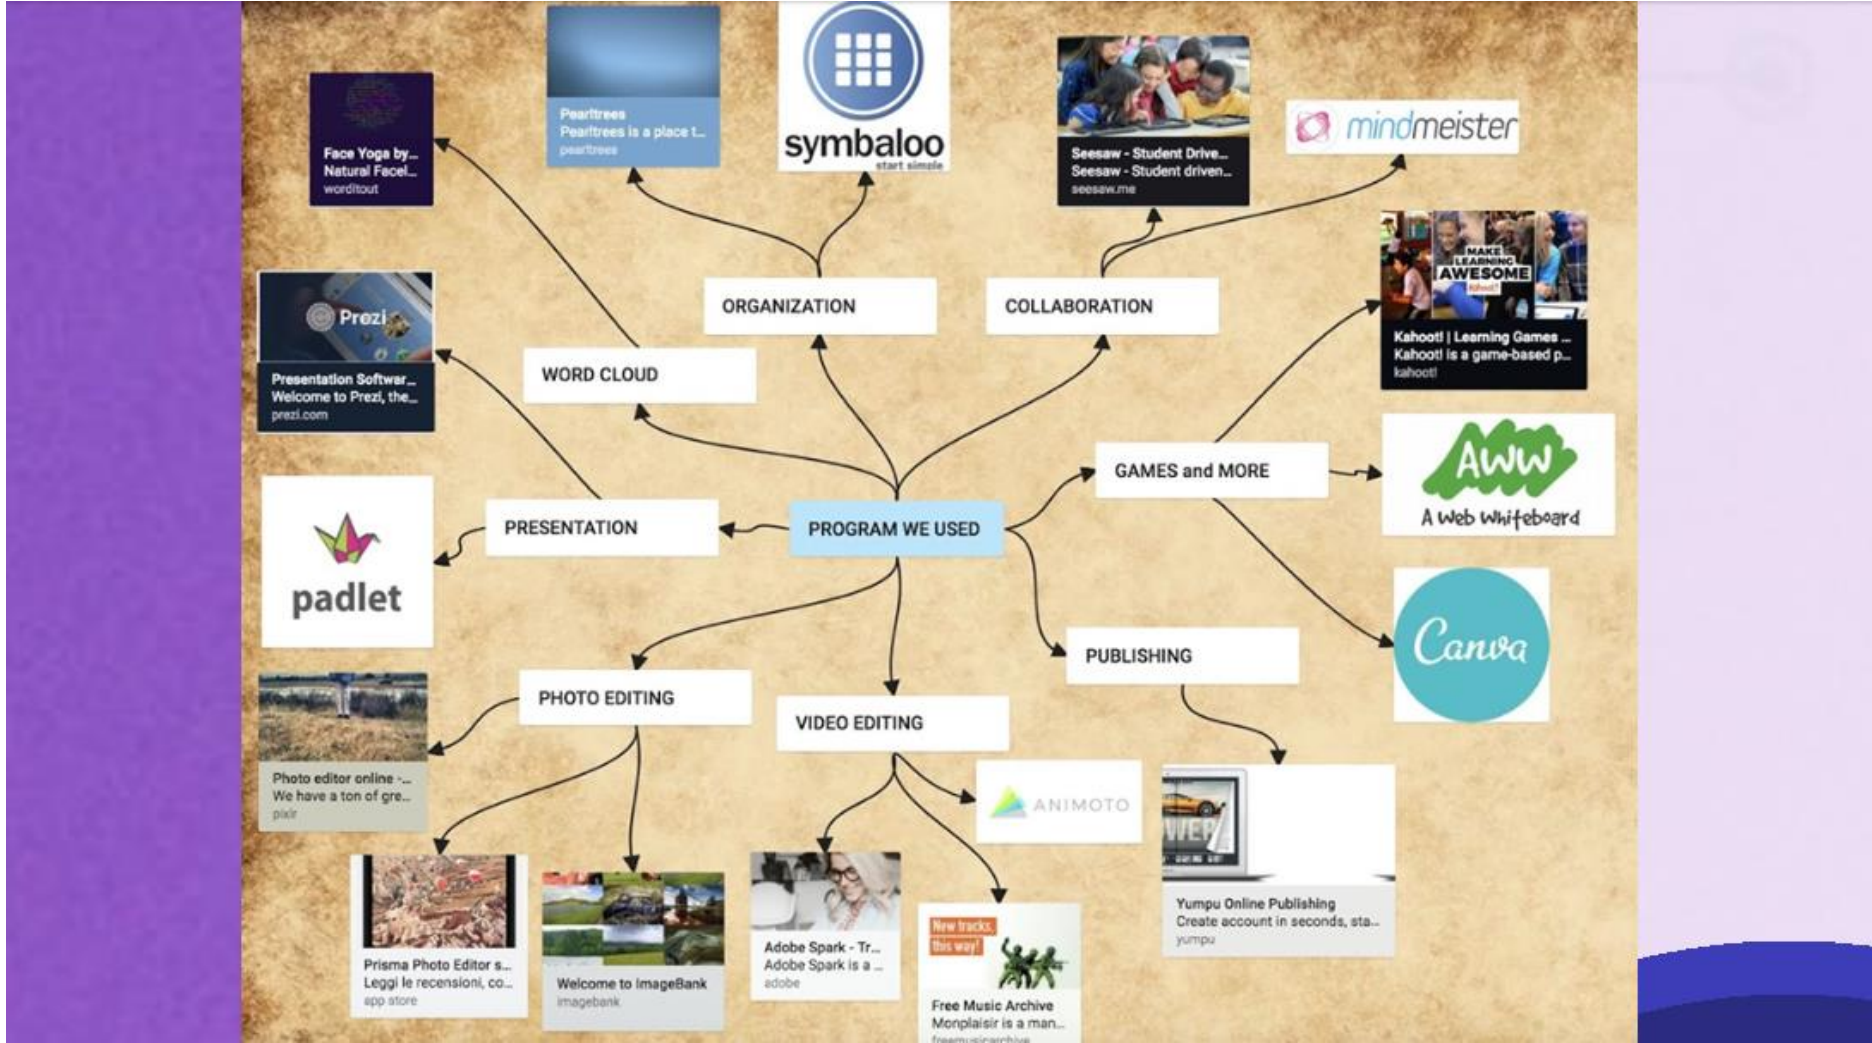 symbaloo
start simple
Pearltrees
Pearltrees is a place t...
pearltrees
mindmeister
Seesaw - Student Drive...
Seesaw - Student driven...
seesaw.me
Face Yoga by...
Natural Facel...
worditout
MAKE
LEARNING
AWESOME
Kahoot!
Kahoot! | Learning Games ...
Kahoot! is a game-based p...
kahoot!
ORGANIZATION
COLLABORATION
Prezi
Presentation Softwar...
Welcome to Prezi, the...
prezi.com
WORD CLOUD
GAMES and MORE
AWW
A Web Whiteboard
PRESENTATION
PROGRAM WE USED
padlet
Canva
PUBLISHING
PHOTO EDITING
VIDEO EDITING
Photo editor online -...
We have a ton of gre...
pixlr
ANIMOTO
Yumpu Online Publishing
Create account in seconds, sta...
yumpu
Prisma Photo Editor s...
Leggi le recensioni, co...
app store
Welcome to ImageBank
imagebank
Adobe Spark - Tr...
Adobe Spark is a ...
adobe
New tracks,
this way!
Free Music Archive
Monplaisir is a man...
freemusicarchive